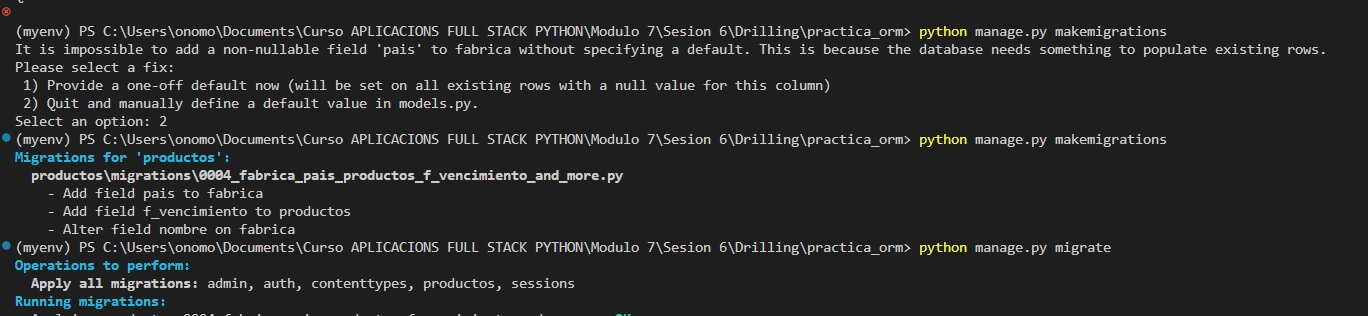 (myenv) PS C:\Users\onomo\Documents\Curso APLICACIONS FULL STACK PYTHON\Modulo 7\Sesion 6\Drilling\practica_orm> python manage.py makemigrations
It is impossible to add a non-nullable field 'pais' to fabrica without specifying a default. This is because the database needs something to populate existing rows.
Please select a fix:
 1) Provide a one-off default now (will be set on all existing rows with a null value for this column)
 2) Quit and manually define a default value in models.py.
Select an option: 2
(myenv) PS C:\Users\onomo\Documents\Curso APLICACIONS FULL STACK PYTHON\Modulo 7\Sesion 6\Drilling\practica_orm> python manage.py makemigrations
Migrations for 'productos':
  productos\migrations\0004_fabrica_pais_productos_f_vencimiento_and_more.py
    - Add field pais to fabrica
    - Add field f_vencimiento to productos
    - Alter field nombre on fabrica
(myenv) PS C:\Users\onomo\Documents\Curso APLICACIONS FULL STACK PYTHON\Modulo 7\Sesion 6\Drilling\practica_orm> python manage.py migrate
Operations to perform:
  Apply all migrations: admin, auth, contenttypes, productos, sessions
Running migrations: